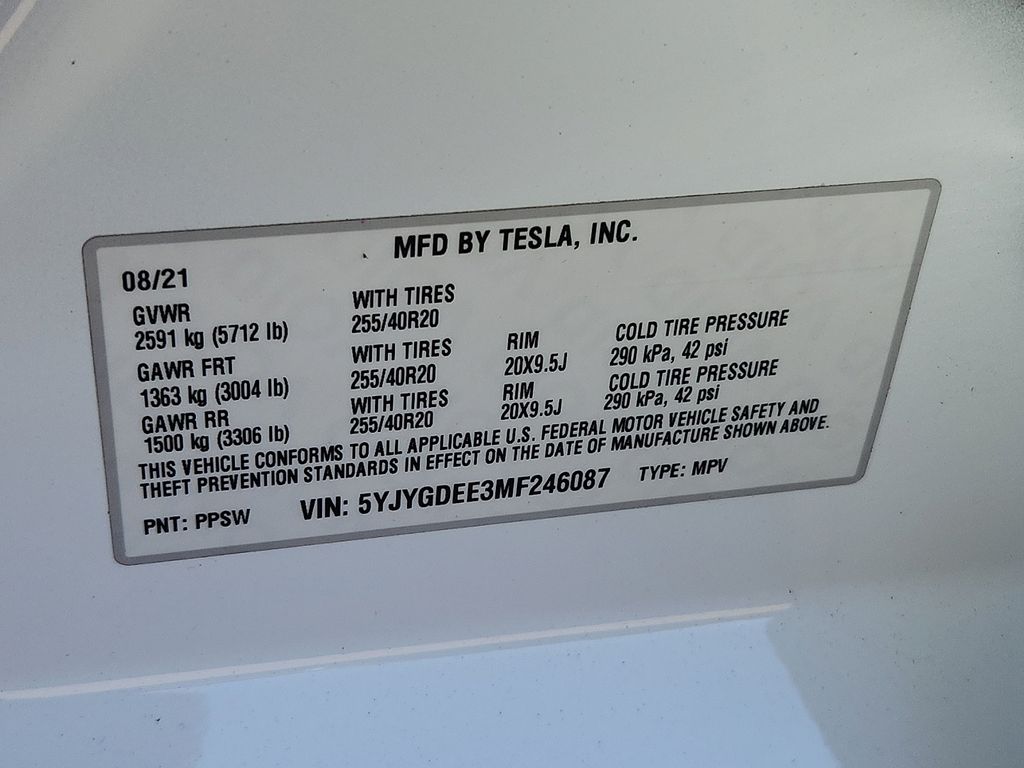 MFD BY TESLA, INC.
08/21
GVWR WITH TIRES
2591 kg (5712 lb) 255/40R20
GAWR FRT WITH TIRES RIM COLD TIRE PRESSURE
1363 kg (3004 lb) 255/40R20 20X9.5J 290 kPa, 42 psi
GAWR RR WITH TIRES RIM COLD TIRE PRESSURE
1500 kg (3306 lb) 255/40R20 20X9.5J 290 kPa, 42 psi
THIS VEHICLE CONFORMS TO ALL APPLICABLE U.S. FEDERAL MOTOR VEHICLE SAFETY AND
THEFT PREVENTION STANDARDS IN EFFECT ON THE DATE OF MANUFACTURE SHOWN ABOVE.
PNT: PPSW VIN: 5YJYGDEE3MF246087 TYPE: MPV